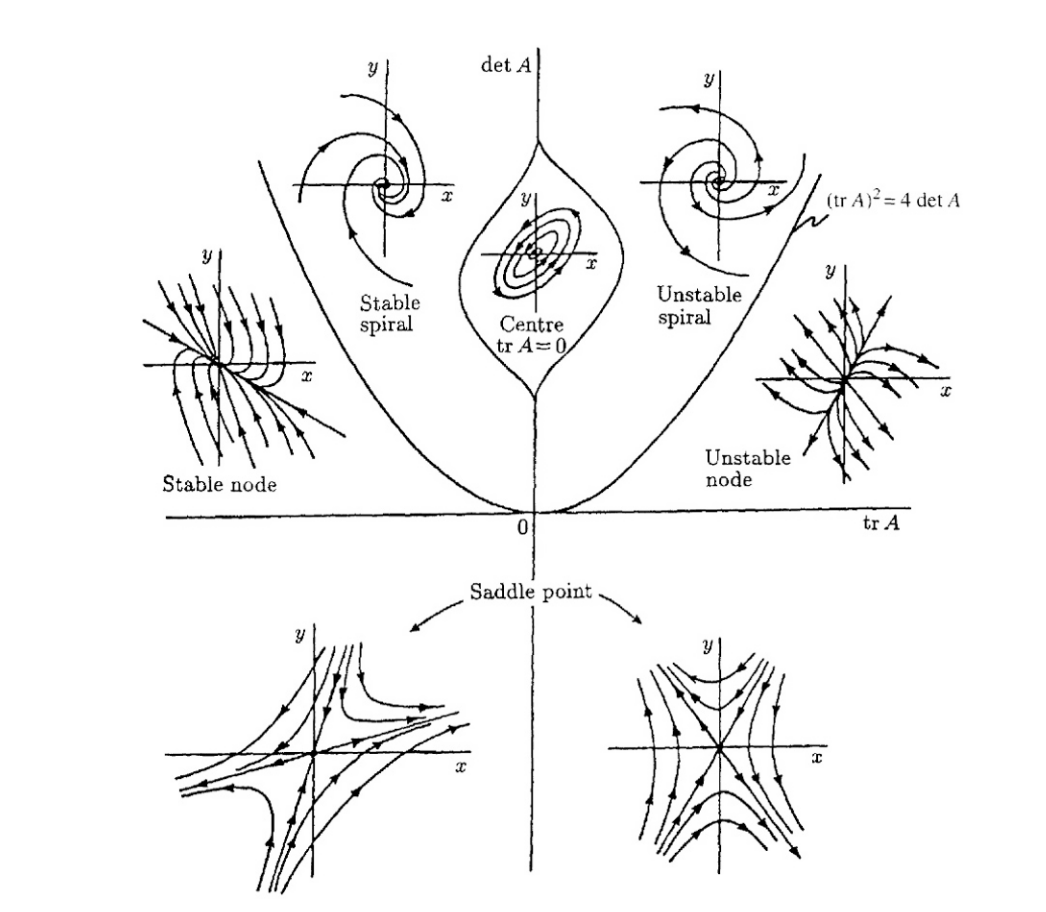 det A
y
x
y
x
(tr A)² = 4 det A
y
x
Stable
spiral
Centre
tr A = 0
Unstable
spiral
y
x
Stable node
y
x
Unstable
node
0
tr A
Saddle point
y
x
y
x